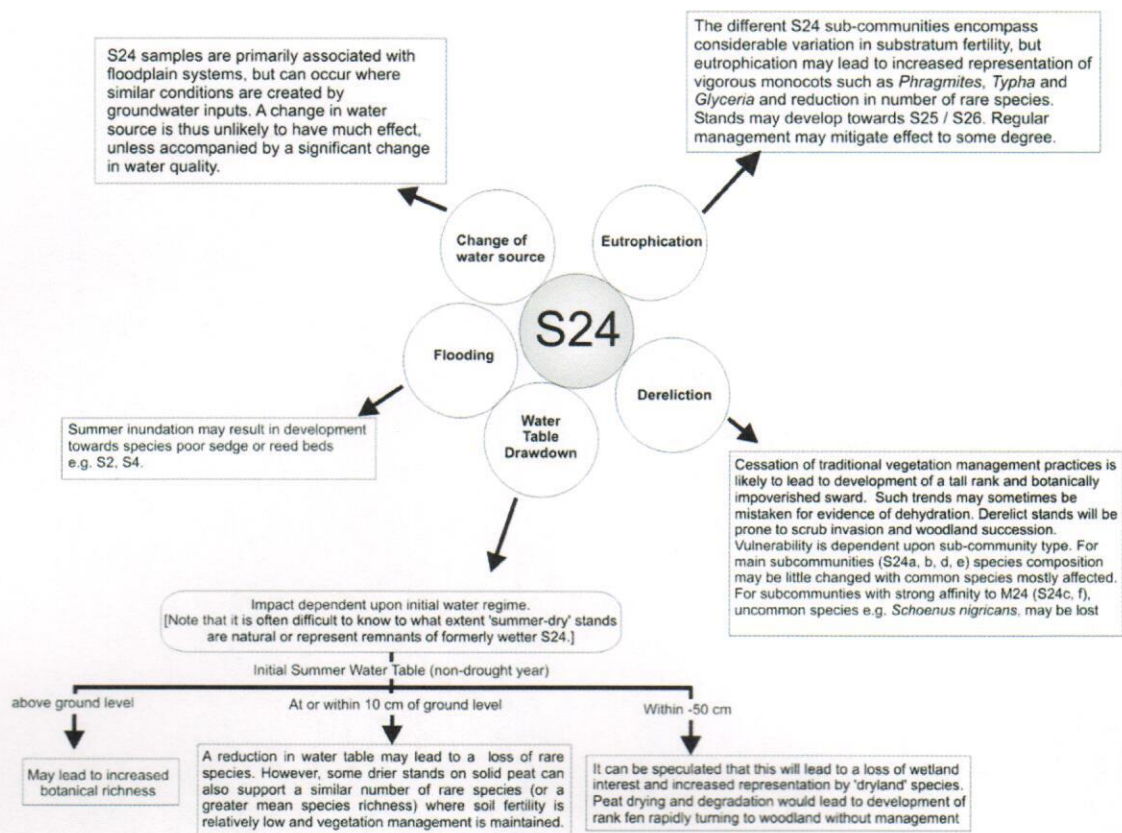 S24 samples are primarily associated with
floodplain systems, but can occur where
similar conditions are created by
groundwater inputs. A change in water
source is thus unlikely to have much effect,
unless accompanied by a significant change
in water quality.
The different S24 sub-communities encompass
considerable variation in substratum fertility, but
eutrophication may lead to increased representation of
vigorous monocots such as Phragmites, Typha and
Glyceria and reduction in number of rare species.
Stands may develop towards S25 / S26. Regular
management may mitigate effect to some degree.
Change of
water source
Eutrophication
S24
Flooding
Dereliction
Water
Table
Drawdown
Summer inundation may result in development
towards species poor sedge or reed beds
e.g. S2, S4.
Cessation of traditional vegetation management practices is
likely to lead to development of a tall rank and botanically
impoverished sward. Such trends may sometimes be
mistaken for evidence of dehydration. Derelict stands will be
prone to scrub invasion and woodland succession.
Vulnerability is dependent upon sub-community type. For
main subcommunities (S24a, b, d, e) species composition
may be little changed with common species mostly affected.
For subcommunties with strong affinity to M24 (S24c, f),
uncommon species e.g. Schoenus nigricans, may be lost
Impact dependent upon initial water regime.
[Note that it is often difficult to know to what extent 'summer-dry' stands
are natural or represent remnants of formerly wetter S24.]
Initial Summer Water Table (non-drought year)
above ground level
At or within 10 cm of ground level
Within -50 cm
May lead to increased
botanical richness
A reduction in water table may lead to a loss of rare
species. However, some drier stands on solid peat can
also support a similar number of rare species (or a
greater mean species richness) where soil fertility is
relatively low and vegetation management is maintained.
It can be speculated that this will lead to a loss of wetland
interest and increased representation by 'dryland' species.
Peat drying and degradation would lead to development of
rank fen rapidly turning to woodland without management